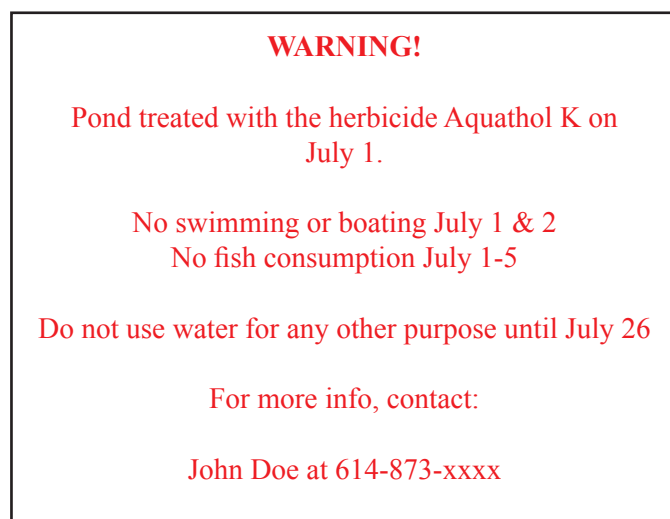 WARNING!
Pond treated with the herbicide Aquathol K on
July 1.
No swimming or boating July 1 & 2
No fish consumption July 1-5
Do not use water for any other purpose until July 26
For more info, contact:
John Doe at 614-873-xxxx